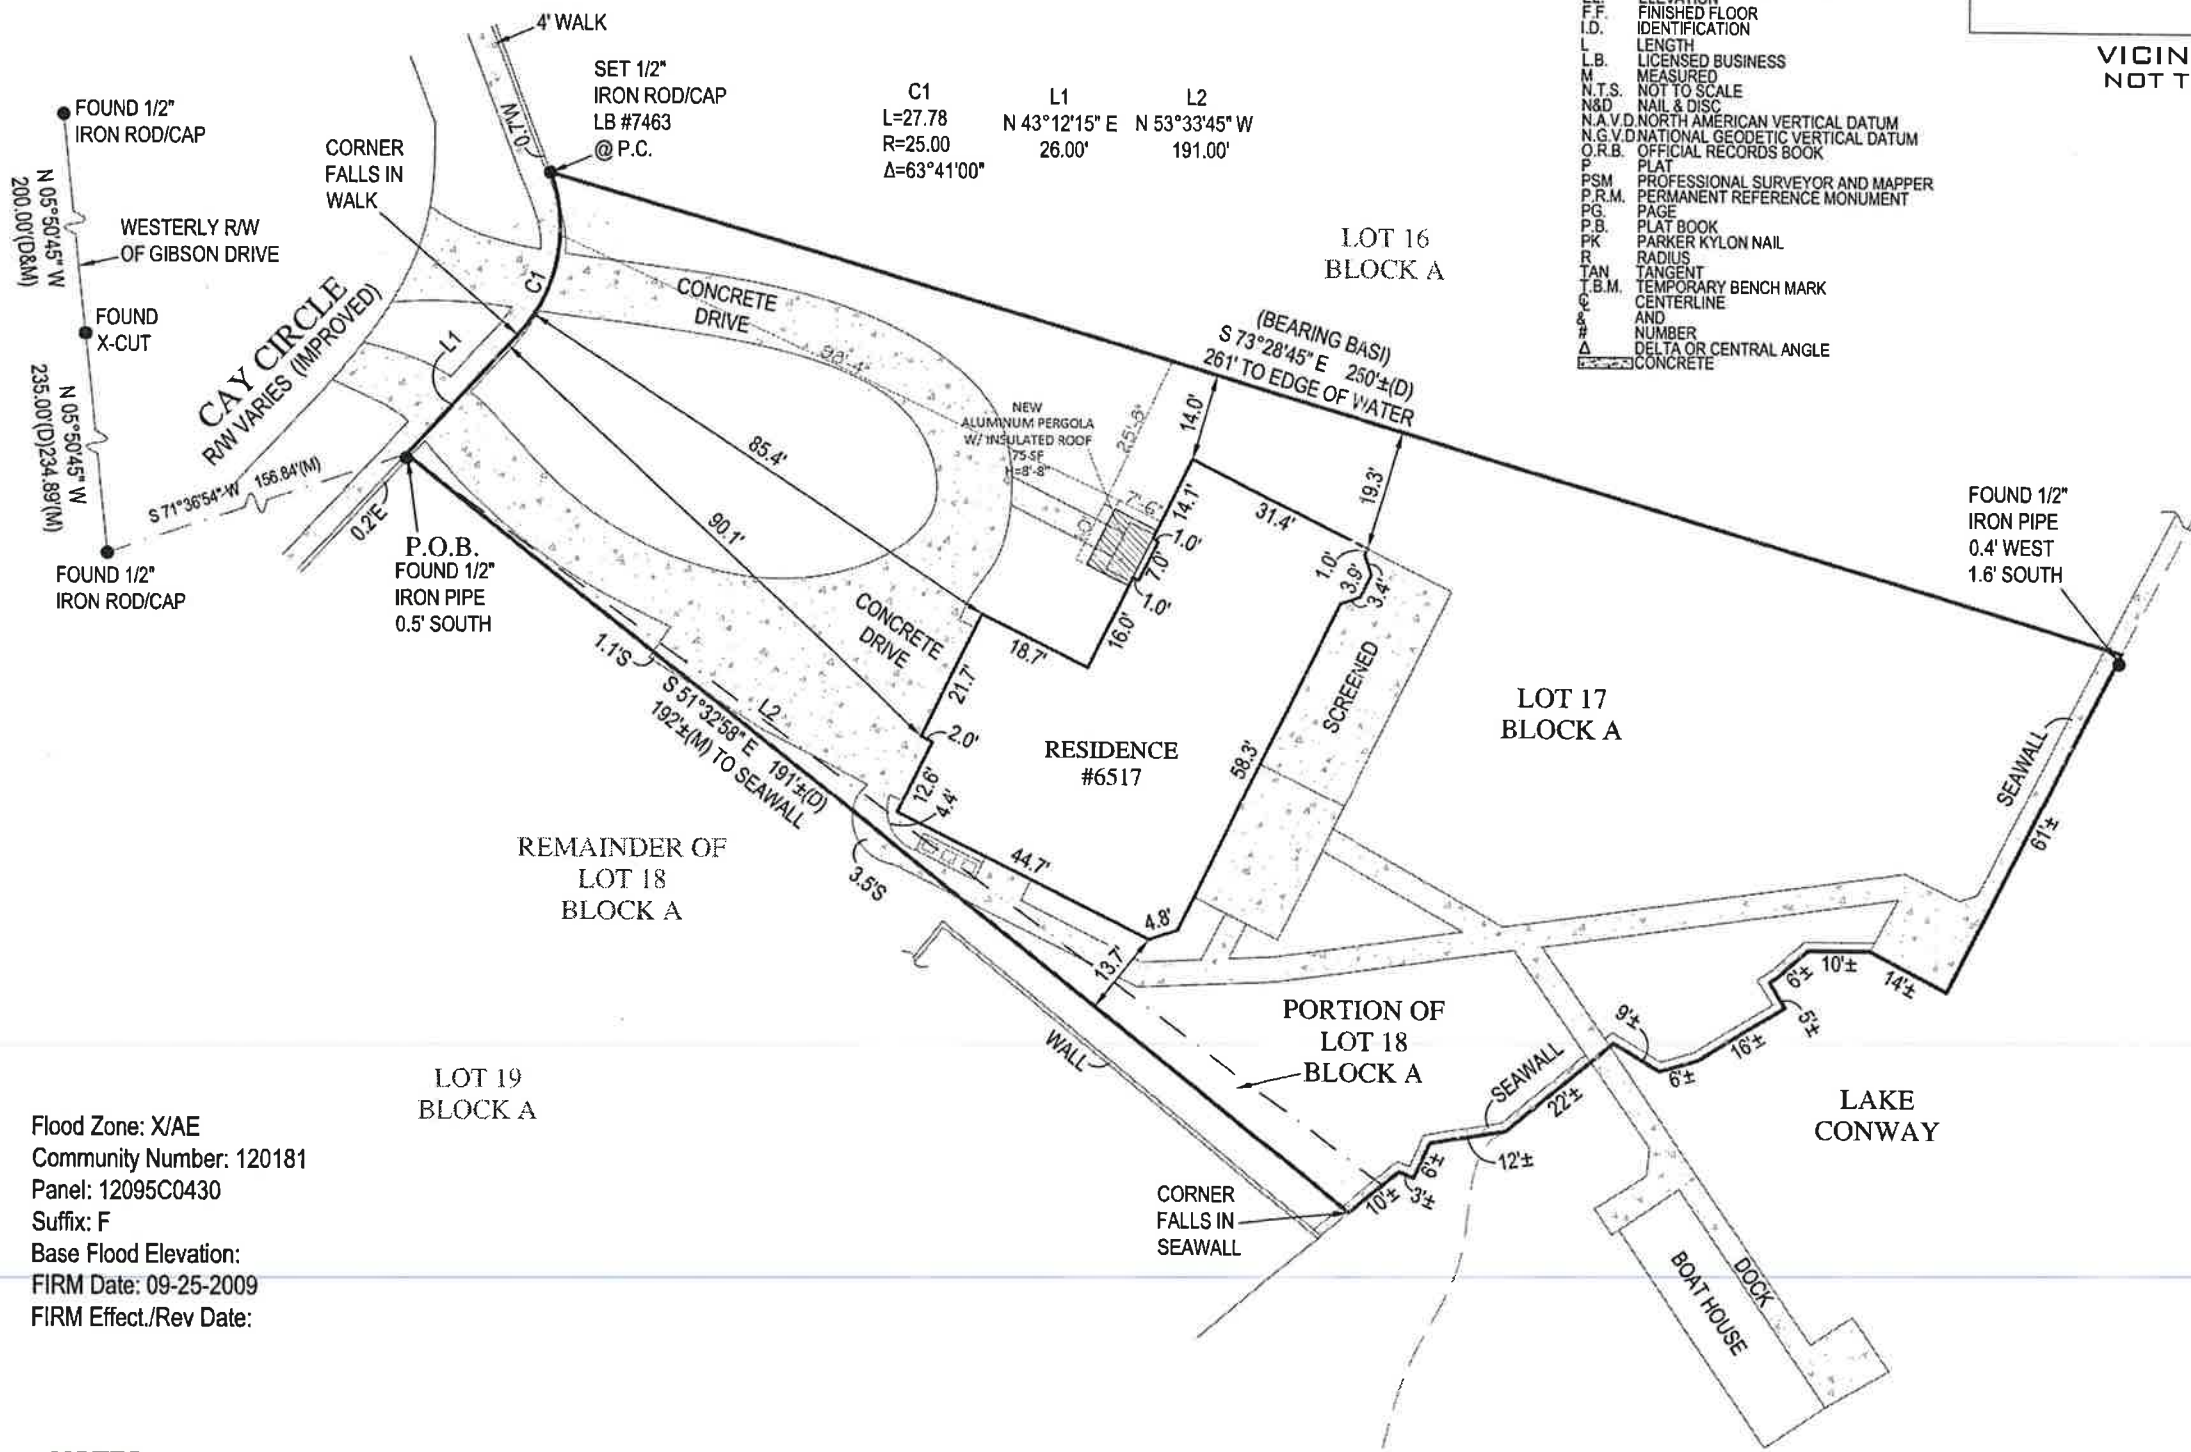 4' WALK
SET 1/2"
IRON ROD/CAP
LB #7463
@ P.C.
0.7'W
FOUND 1/2"
IRON ROD/CAP
N 05°50'45" W
200.00'(D&M)
WESTERLY R/W
OF GIBSON DRIVE
FOUND
X-CUT
N 05°50'45" W
235.00'(D)234.89'(M)
FOUND 1/2"
IRON ROD/CAP
S 71°36'54" W 156.84'(M)
CORNER
FALLS IN
WALK
CAY CIRCLE
R/W VARIES (IMPROVED)
L1
C1
0.2'E
P.O.B.
FOUND 1/2"
IRON PIPE
0.5' SOUTH
C1
L=27.78
R=25.00
Δ=63°41'00"
L1
N 43°12'15" E
26.00'
L2
N 53°33'45" W
191.00'
F.F. FINISHED FLOOR
I.D. IDENTIFICATION
L LENGTH
L.B. LICENSED BUSINESS
M MEASURED
N.T.S. NOT TO SCALE
N&D NAIL & DISC
N.A.V.D. NORTH AMERICAN VERTICAL DATUM
N.G.V.D. NATIONAL GEODETIC VERTICAL DATUM
O.R.B. OFFICIAL RECORDS BOOK
P PLAT
PSM PROFESSIONAL SURVEYOR AND MAPPER
P.R.M. PERMANENT REFERENCE MONUMENT
PG. PAGE
P.B. PLAT BOOK
PK PARKER KYLON NAIL
R RADIUS
TAN TANGENT
T.B.M. TEMPORARY BENCH MARK
℄ CENTERLINE
& AND
# NUMBER
Δ DELTA OR CENTRAL ANGLE
CONCRETE
VICIN
NOT T
LOT 16
BLOCK A
(BEARING BASI)
S 73°28'45" E 250'±(D)
261' TO EDGE OF WATER
CONCRETE
DRIVE
98'-4"
85.4'
90.1'
NEW
ALUMINUM PERGOLA
W/ INSULATED ROOF
75 SF
H=8'-8"
25'-6"
7'-6"
14.0'
19.3'
14.1'
31.4'
1.0'
7.0'
1.0'
16.0'
18.7'
1.0'
3.9'
3.4'
CONCRETE
DRIVE
21.7'
2.0'
12.6'
4.4'
44.7'
4.8'
58.3'
13.7'
SCREENED
RESIDENCE
#6517
LOT 17
BLOCK A
FOUND 1/2"
IRON PIPE
0.4' WEST
1.6' SOUTH
SEAWALL
61'±
1.1'S
L2
S 51°32'58" E 191'±(D)
192'±(M) TO SEAWALL
3.5'S
REMAINDER OF
LOT 18
BLOCK A
LOT 19
BLOCK A
WALL
PORTION OF
LOT 18
BLOCK A
SEAWALL
10'±
3'±
6'±
12'±
22'±
9'±
6'±
16'±
5'±
6'±
10'±
14'±
LAKE
CONWAY
CORNER
FALLS IN
SEAWALL
BOAT HOUSE
DOCK
Flood Zone: X/AE
Community Number: 120181
Panel: 12095C0430
Suffix: F
Base Flood Elevation:
FIRM Date: 09-25-2009
FIRM Effect./Rev Date: